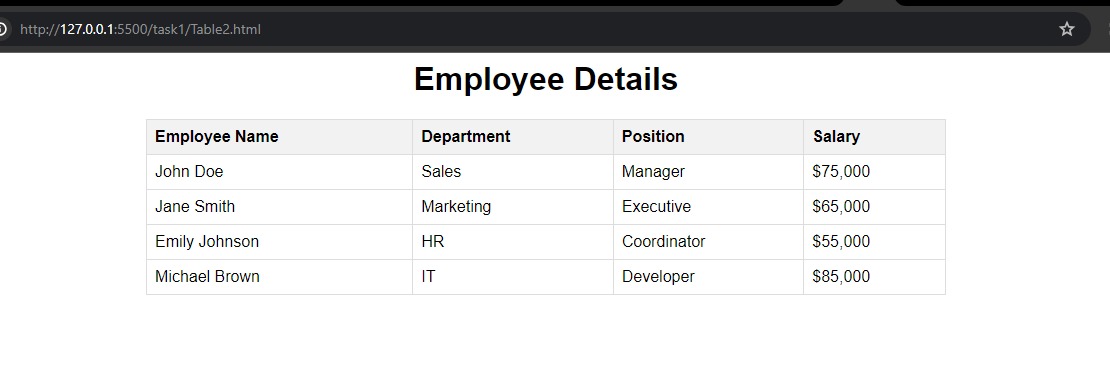 http://127.0.0.1:5500/task1/Table2.html
Employee Details
Employee Name Department Position Salary
John Doe Sales Manager $75,000
Jane Smith Marketing Executive $65,000
Emily Johnson HR Coordinator $55,000
Michael Brown IT Developer $85,000